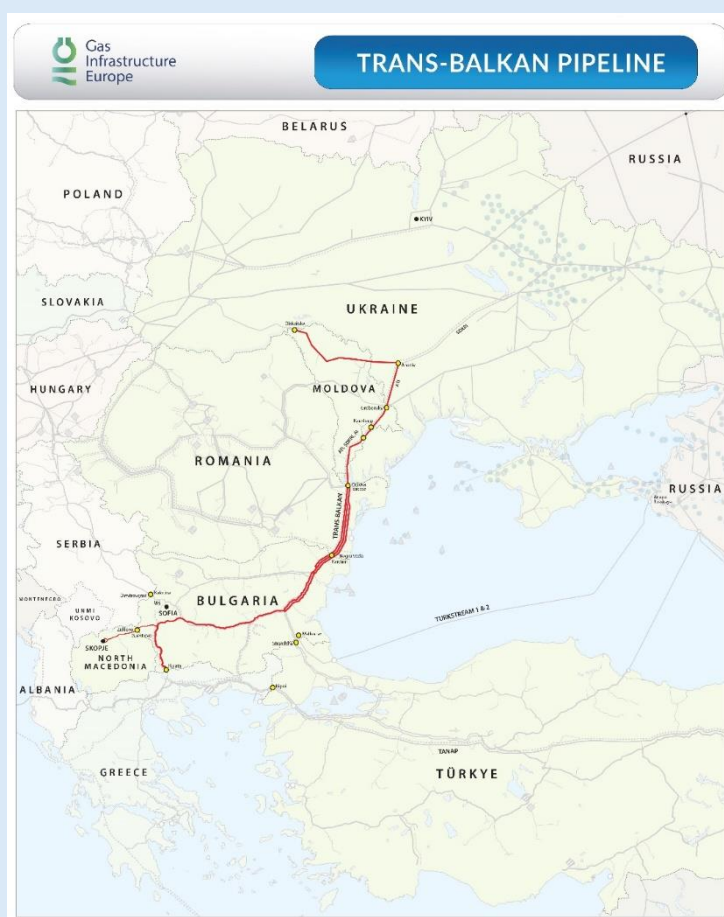 Gas
Infrastructure
Europe
TRANS-BALKAN PIPELINE
BELARUS
RUSSIA
POLAND
KYIV
SLOVAKIA
UKRAINE
HUNGARY
MOLDOVA
ROMANIA
RUSSIA
TRANS-BALKAN
SERBIA
MONTENEGRO
UNMI
KOSOVO
BULGARIA
SOFIA
TURKSTREAM 1 & 2
SKOPJE
NORTH
MACEDONIA
ALBANIA
Kipoi
TANAP
GREECE
TÜRKYE